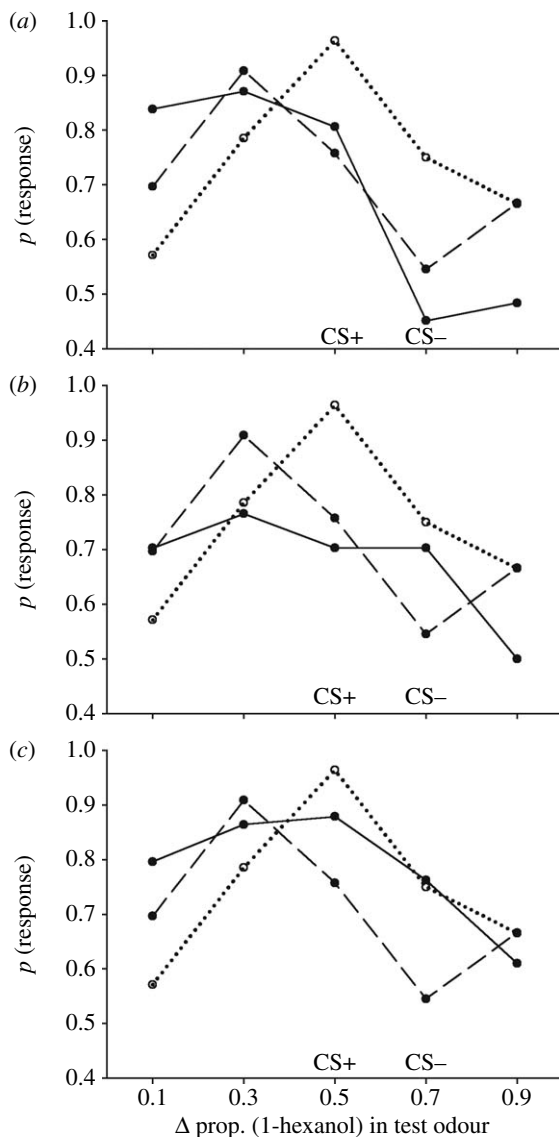 (a)
1.0
0.9
0.8
0.7
0.6
0.5
0.4
p (response)
CS+ CS–
(b)
1.0
0.9
0.8
0.7
0.6
0.5
0.4
p (response)
CS+ CS–
(c)
1.0
0.9
0.8
0.7
0.6
0.5
0.4
p (response)
CS+ CS–
0.1 0.3 0.5 0.7 0.9
Δ prop. (1-hexanol) in test odour